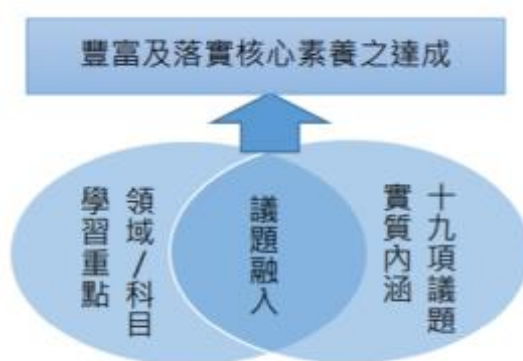 豐富及落實核心素養之達成
領域/科目
學習重點
議題融入
十九項議題
實質內涵